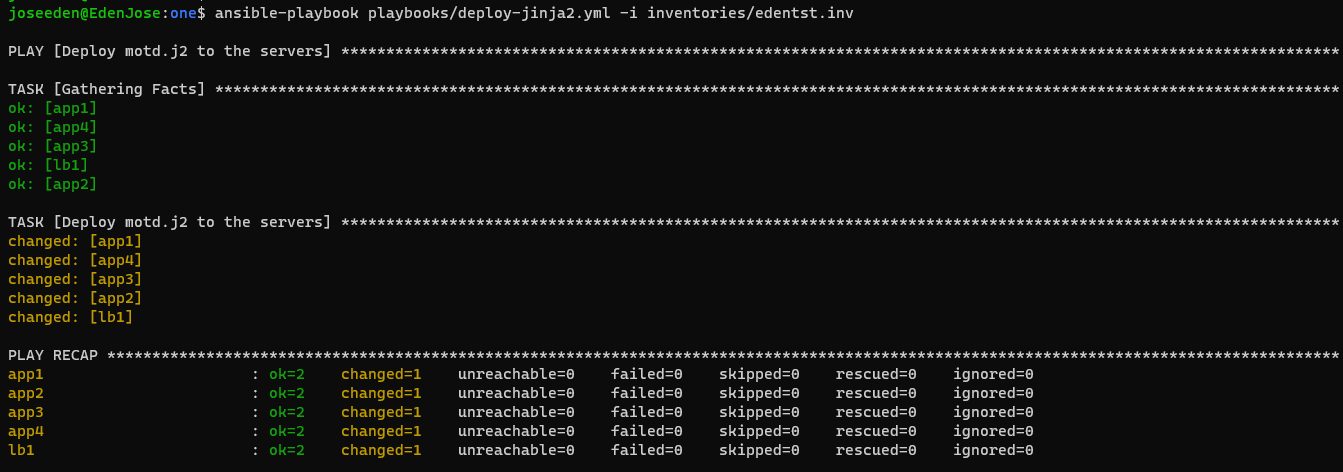 joseeden@EdenJose:one$ ansible-playbook playbooks/deploy-jinja2.yml -i inventories/edentst.inv
PLAY [Deploy motd.j2 to the servers] ***************************************************************************************************************
TASK [Gathering Facts] *****************************************************************************************************************************
ok: [app1]
ok: [app4]
ok: [app3]
ok: [lb1]
ok: [app2]
TASK [Deploy motd.j2 to the servers] ***************************************************************************************************************
changed: [app1]
changed: [app4]
changed: [app3]
changed: [app2]
changed: [lb1]
PLAY RECAP *****************************************************************************************************************************************
app1                       : ok=2    changed=1    unreachable=0    failed=0    skipped=0    rescued=0    ignored=0
app2                       : ok=2    changed=1    unreachable=0    failed=0    skipped=0    rescued=0    ignored=0
app3                       : ok=2    changed=1    unreachable=0    failed=0    skipped=0    rescued=0    ignored=0
app4                       : ok=2    changed=1    unreachable=0    failed=0    skipped=0    rescued=0    ignored=0
lb1                        : ok=2    changed=1    unreachable=0    failed=0    skipped=0    rescued=0    ignored=0